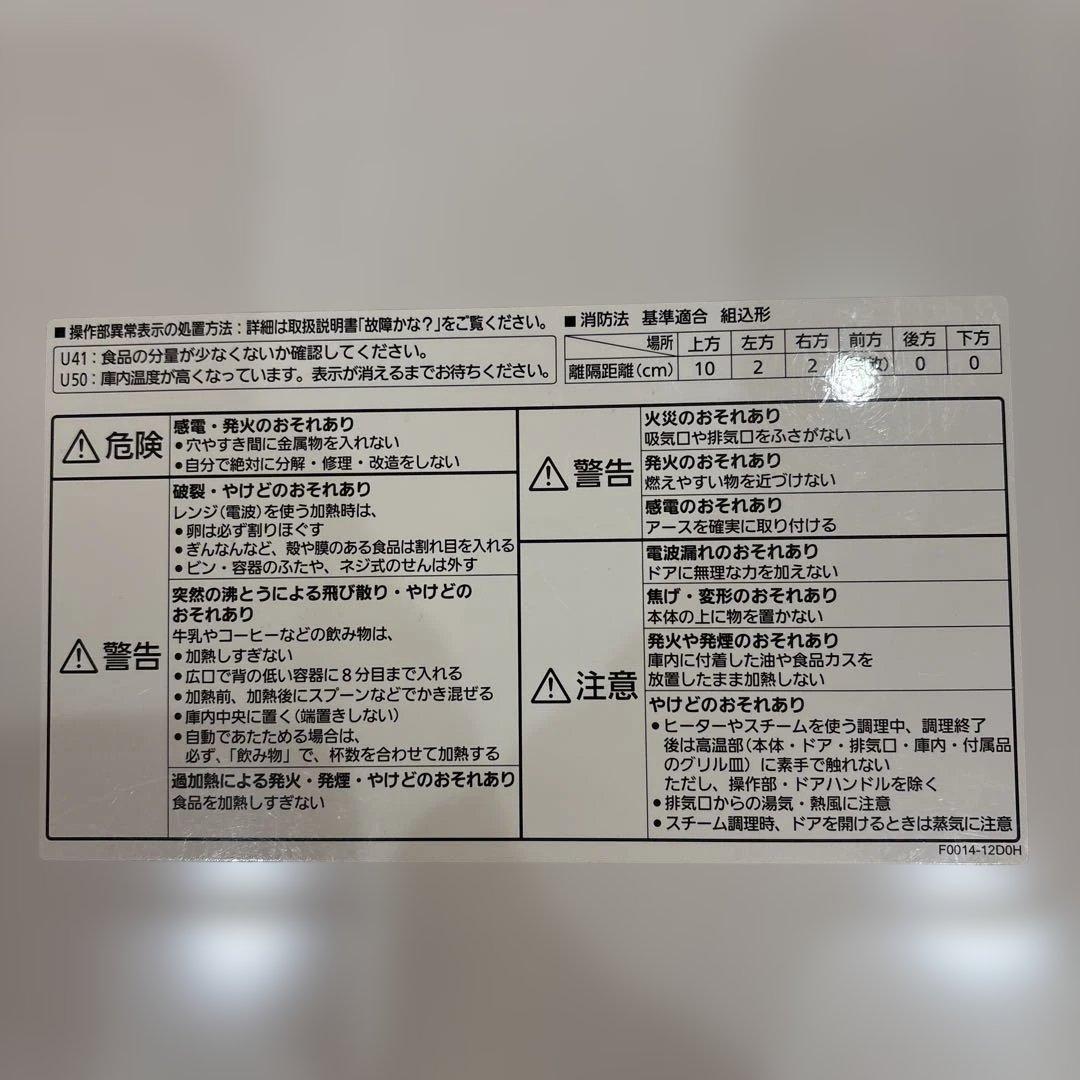 ■操作部異常表示の処置方法：詳細は取扱説明書「故障かな？」をご覧ください。
U41：食品の分量が少なくないか確認してください。
U50：庫内温度が高くなっています。表示が消えるまでお待ちください。
■消防法 基準適合 組込形
場所 上方 左方 右方 前方 後方 下方
離隔距離(cm) 10 2 2 0 0
危険
感電・発火のおそれあり
●穴やすき間に金属物を入れない
●自分で絶対に分解・修理・改造をしない
警告
破裂・やけどのおそれあり
レンジ(電波)を使う加熱時は、
●卵は必ず割りほぐす
●ぎんなんなど、殻や膜のある食品は割れ目を入れる
●ビン・容器のふたや、ネジ式のせんは外す
突然の沸とうによる飛び散り・やけどの
おそれあり
牛乳やコーヒーなどの飲み物は、
●加熱しすぎない
●広口で背の低い容器に８分目まで入れる
●加熱前、加熱後にスプーンなどでかき混ぜる
●庫内中央に置く(端置きしない)
●自動であたためる場合は、
必ず、「飲み物」で、杯数を合わせて加熱する
過加熱による発火・発煙・やけどのおそれあり
食品を加熱しすぎない
警告
火災のおそれあり
吸気口や排気口をふさがない
発火のおそれあり
燃えやすい物を近づけない
感電のおそれあり
アースを確実に取り付ける
注意
電波漏れのおそれあり
ドアに無理な力を加えない
焦げ・変形のおそれあり
本体の上に物を置かない
発火や発煙のおそれあり
庫内に付着した油や食品カスを
放置したまま加熱しない
やけどのおそれあり
●ヒーターやスチームを使う調理中、調理終了
後は高温部(本体・ドア・排気口・庫内・付属品
のグリル皿)に素手で触れない
ただし、操作部・ドアハンドルを除く
●排気口からの湯気・熱風に注意
●スチーム調理時、ドアを開けるときは蒸気に注意
F0014-12D0H